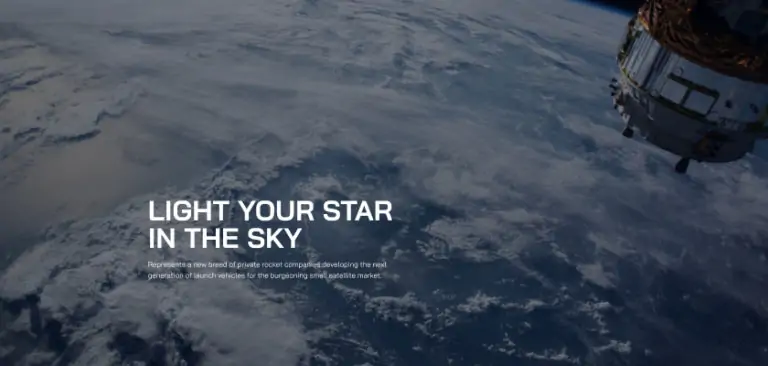 LIGHT YOUR STAR
IN THE SKY
Represents a new breed of private rocket companies developing the next
generation of launch vehicles for the burgeoning small satellite market.